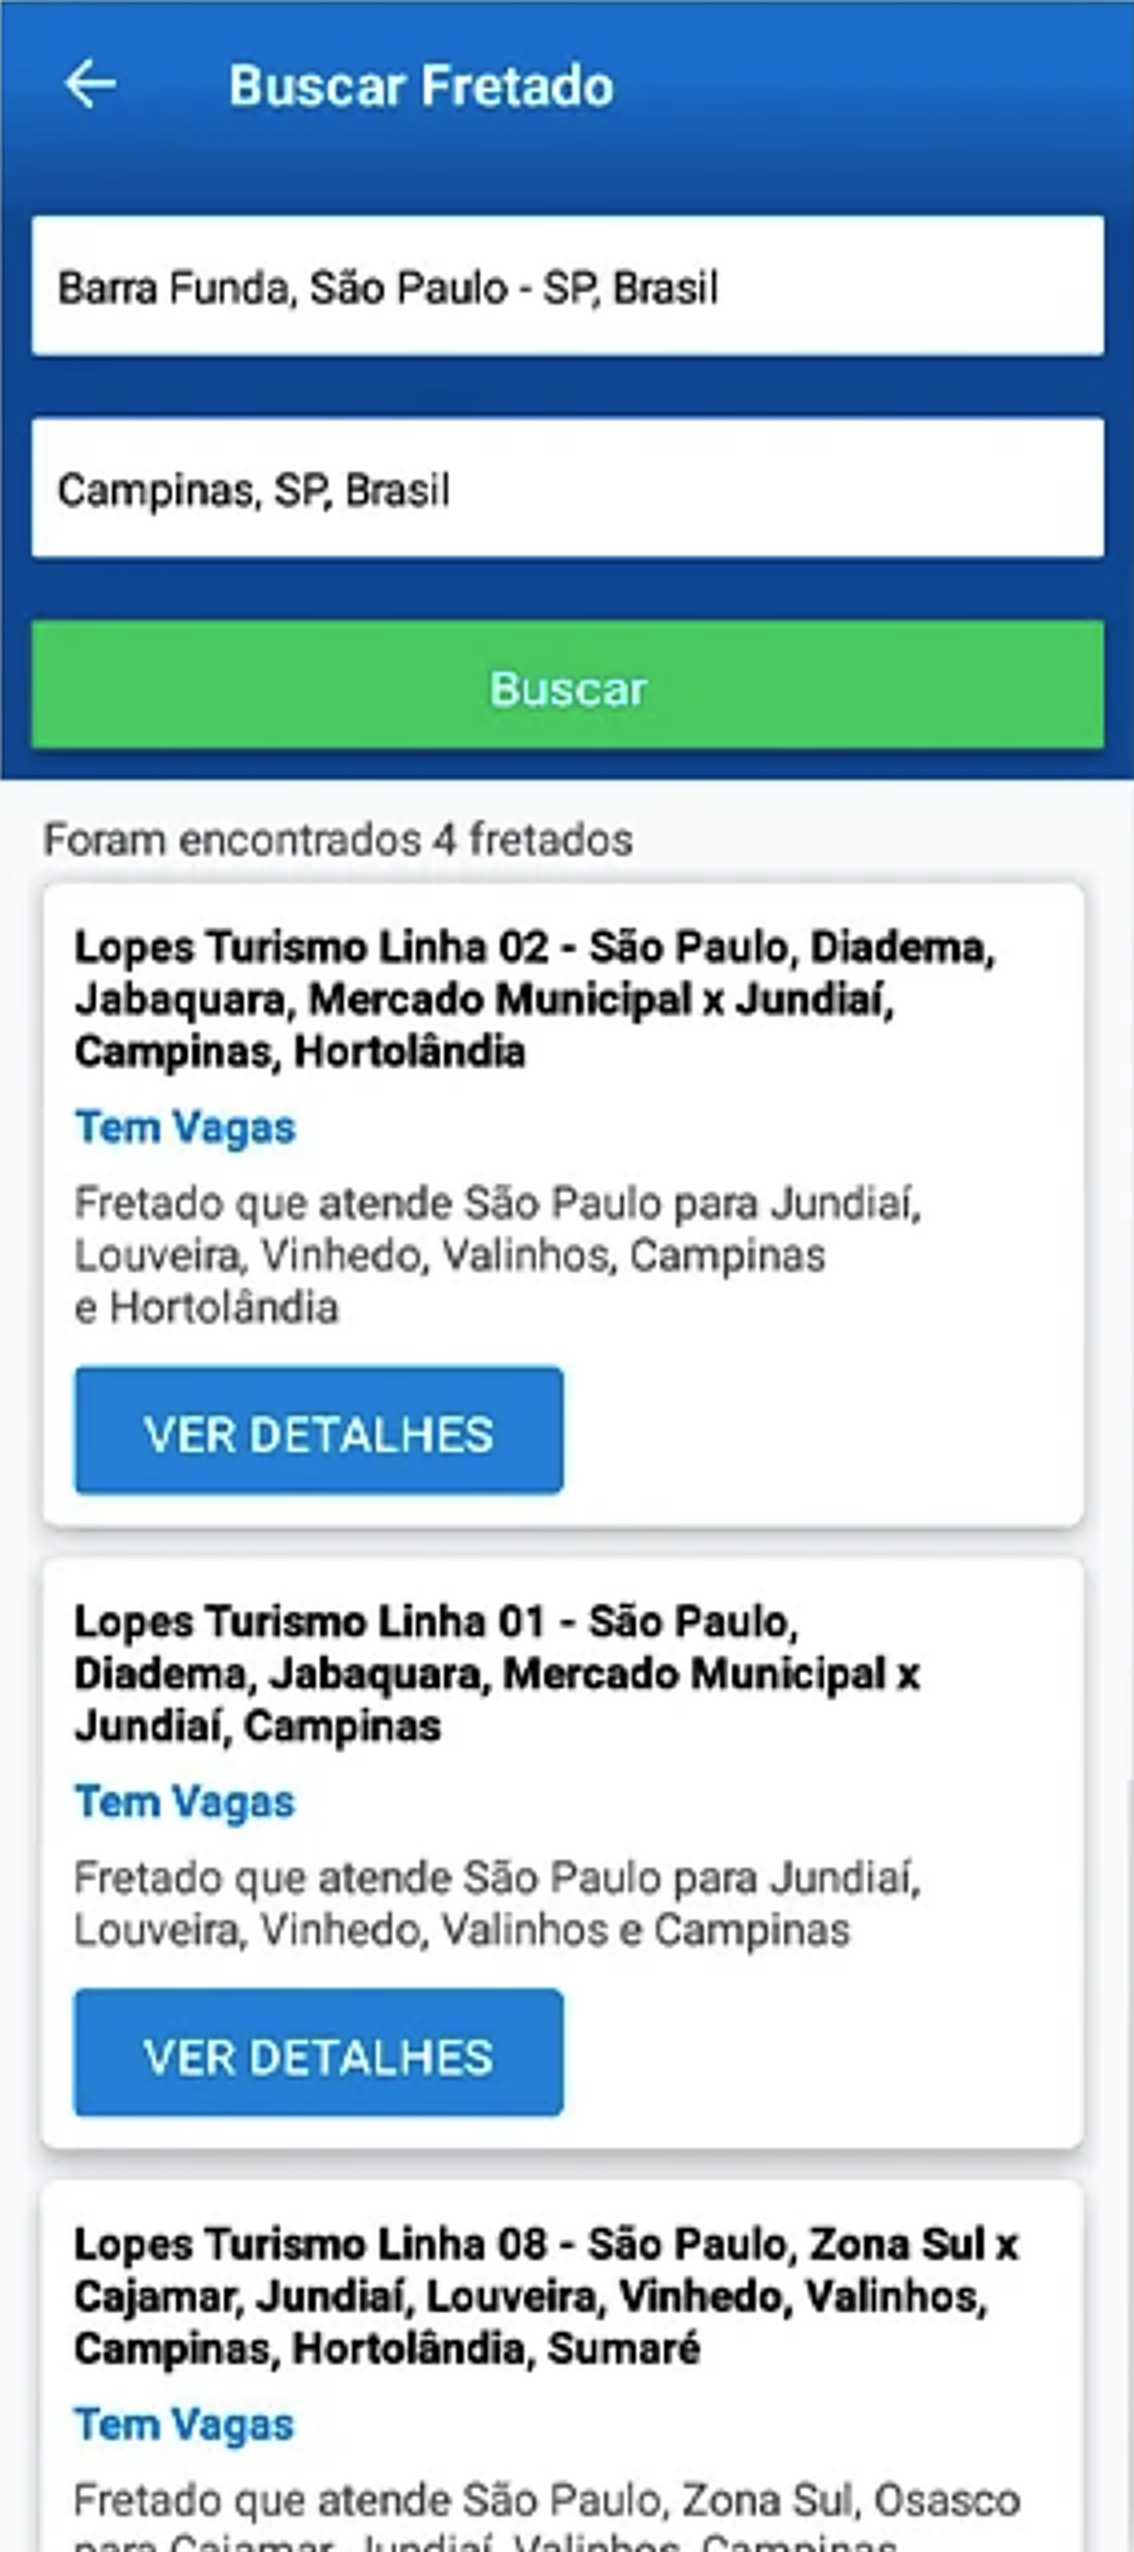 Buscar Fretado
Barra Funda, São Paulo - SP, Brasil
Campinas, SP, Brasil
Buscar
Foram encontrados 4 fretados
Lopes Turismo Linha 02 - São Paulo, Diadema,
Jabaquara, Mercado Municipal x Jundiaí,
Campinas, Hortolândia
Tem Vagas
Fretado que atende São Paulo para Jundiaí,
Louveira, Vinhedo, Valinhos, Campinas
e Hortolândia
VER DETALHES
Lopes Turismo Linha 01 - São Paulo,
Diadema, Jabaquara, Mercado Municipal x
Jundiaí, Campinas
Tem Vagas
Fretado que atende São Paulo para Jundiaí,
Louveira, Vinhedo, Valinhos e Campinas
VER DETALHES
Lopes Turismo Linha 08 - São Paulo, Zona Sul x
Cajamar, Jundiaí, Louveira, Vinhedo, Valinhos,
Campinas, Hortolândia, Sumaré
Tem Vagas
Fretado que atende São Paulo, Zona Sul, Osasco
para Cajamar, Jundiaí, Valinhos, Campinas